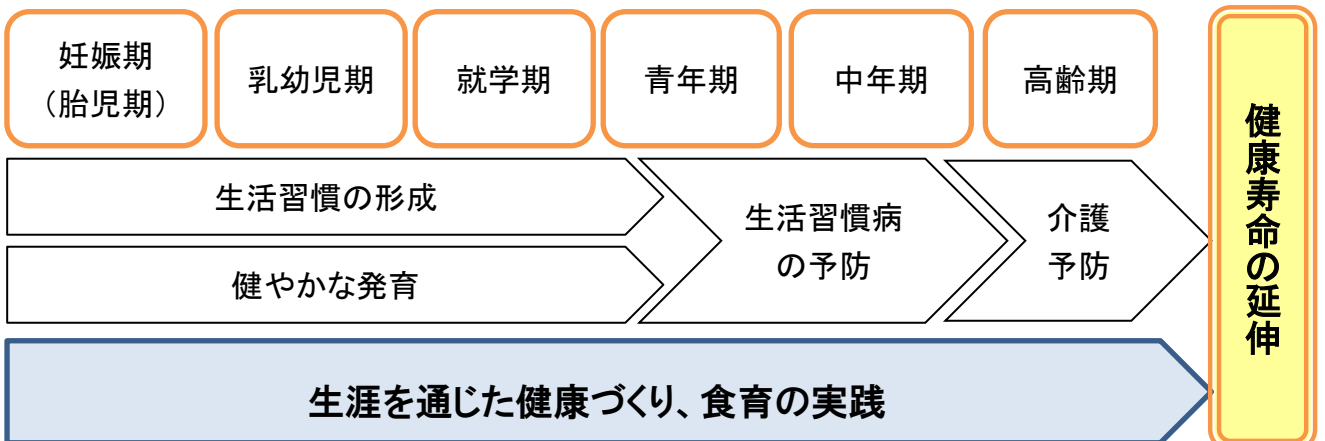 妊娠期
（胎児期）
乳幼児期
就学期
青年期
中年期
高齢期
生活習慣の形成
健やかな発育
生活習慣病
の予防
介護
予防
生涯を通じた健康づくり、食育の実践
健康寿命の延伸